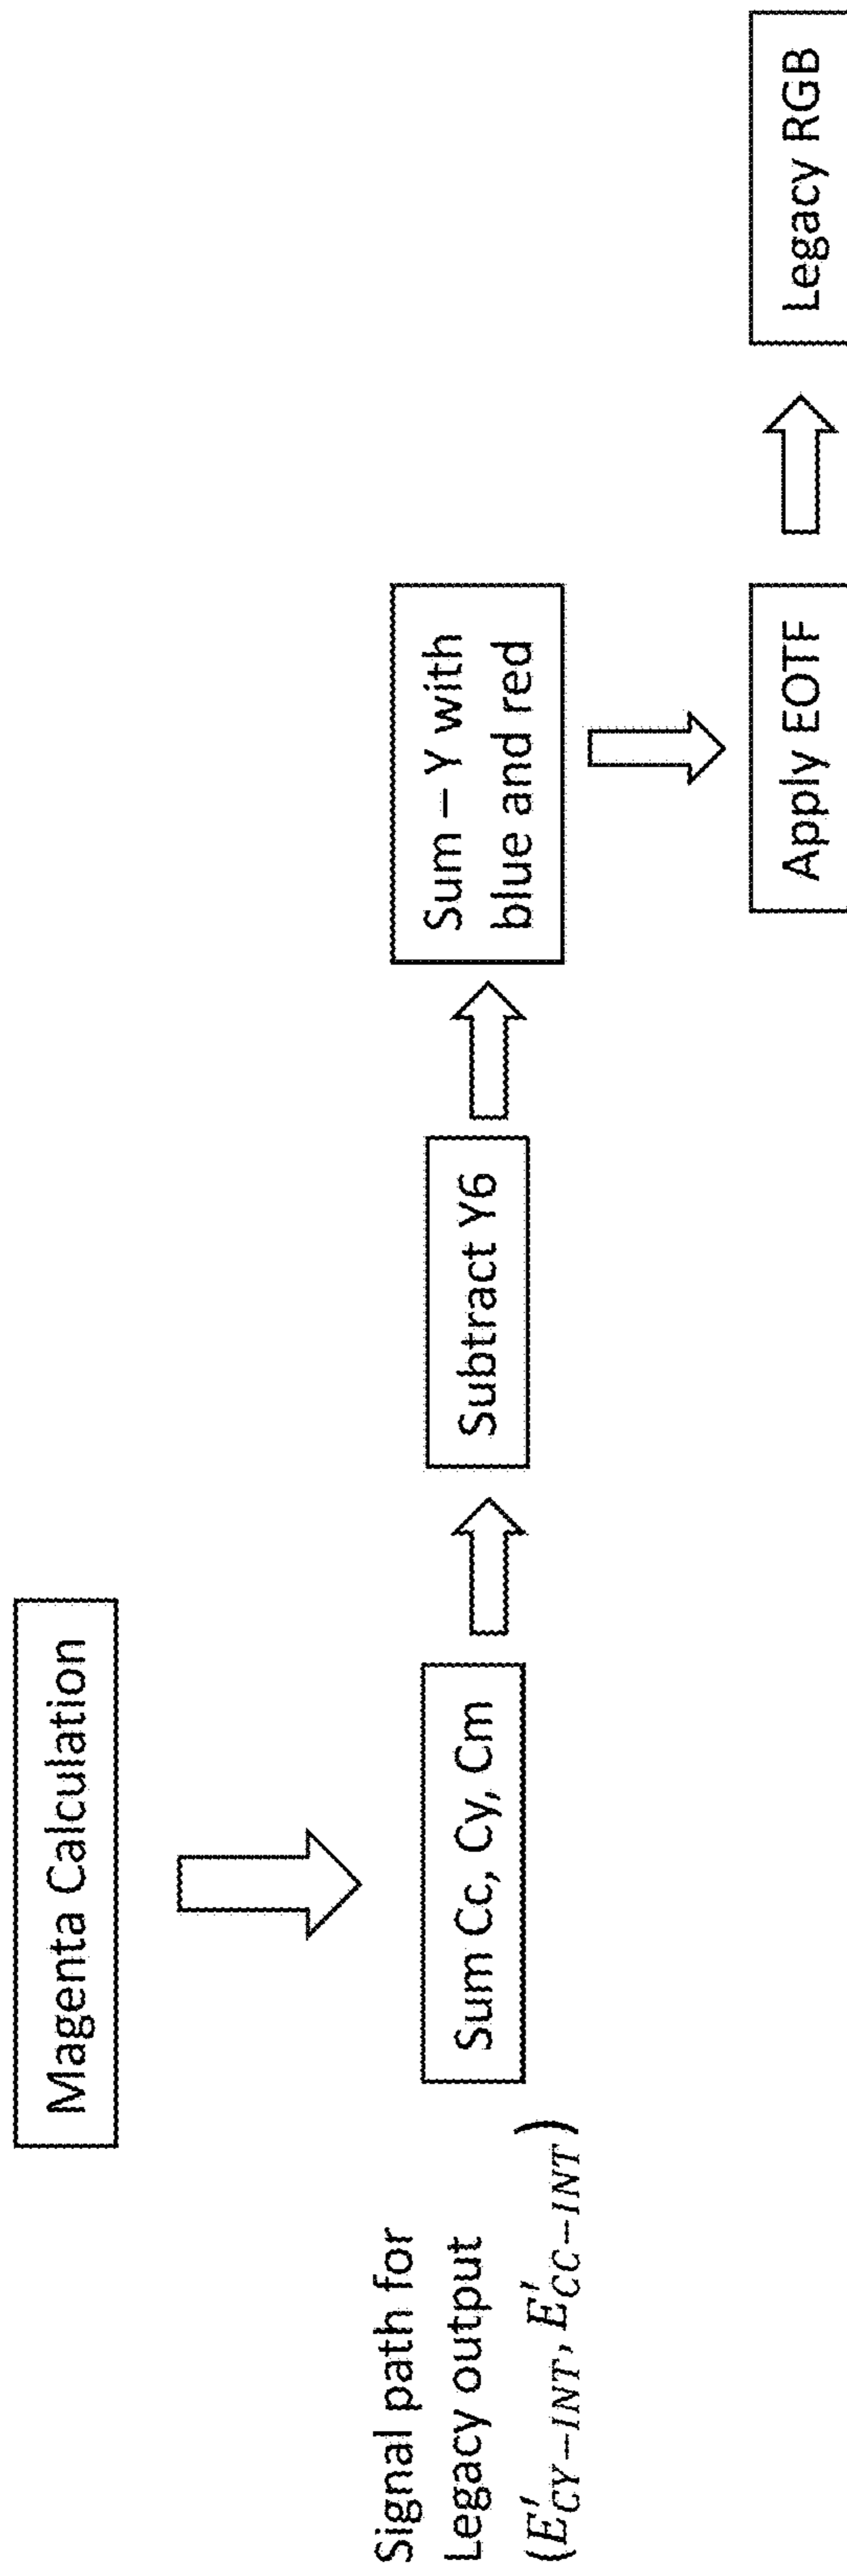 Magenta Calculation
Signal path for
Legacy output
(E'CY−INT, E'CC−INT)
Sum Cc, Cy, Cm
Subtract Y6
Sum – Y with
blue and red
Apply EOTF
Legacy RGB